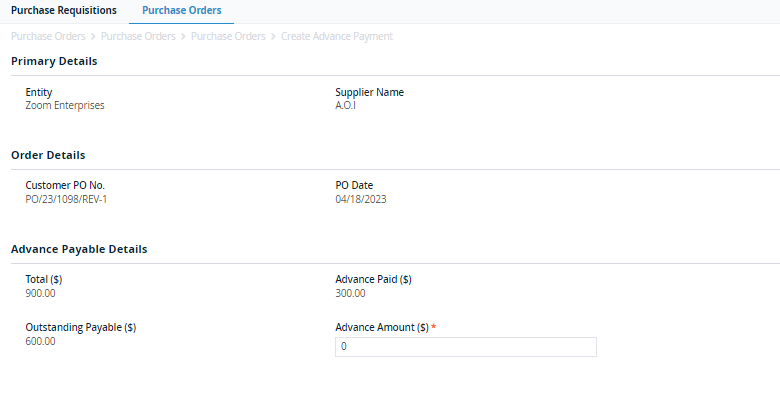 Purchase Requisitions Purchase Orders
Purchase Orders > Purchase Orders > Purchase Orders > Create Advance Payment
Primary Details
Entity Supplier Name
Zoom Enterprises A.O.I
Order Details
Customer PO No. PO Date
PO/23/1098/REV-1 04/18/2023
Advance Payable Details
Total ($) Advance Paid ($)
900.00 300.00
Outstanding Payable ($) Advance Amount ($) *
600.00 0